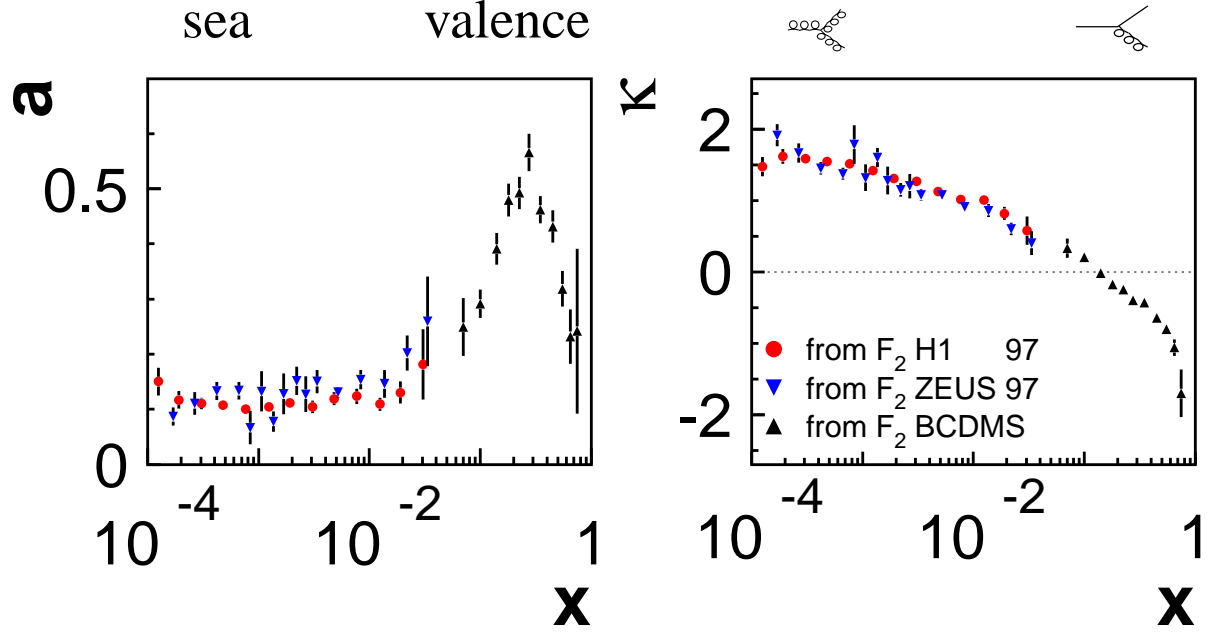 sea valence
a
0.5
0
10-4 10-2 1
x
κ
2
0
-2
from F2 H1 97
from F2 ZEUS 97
from F2 BCDMS
10-4 10-2 1
x